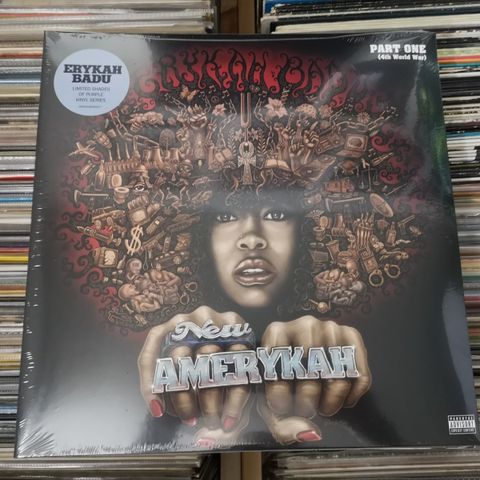 ERYKAH BADU
PART ONE
(4th World War)
ERYKAH
BADU
LIMITED SHADES
OF PURPLE
VINYL SERIES
New
AMERYKAH
PARENTAL
ADVISORY
EXPLICIT CONTENT